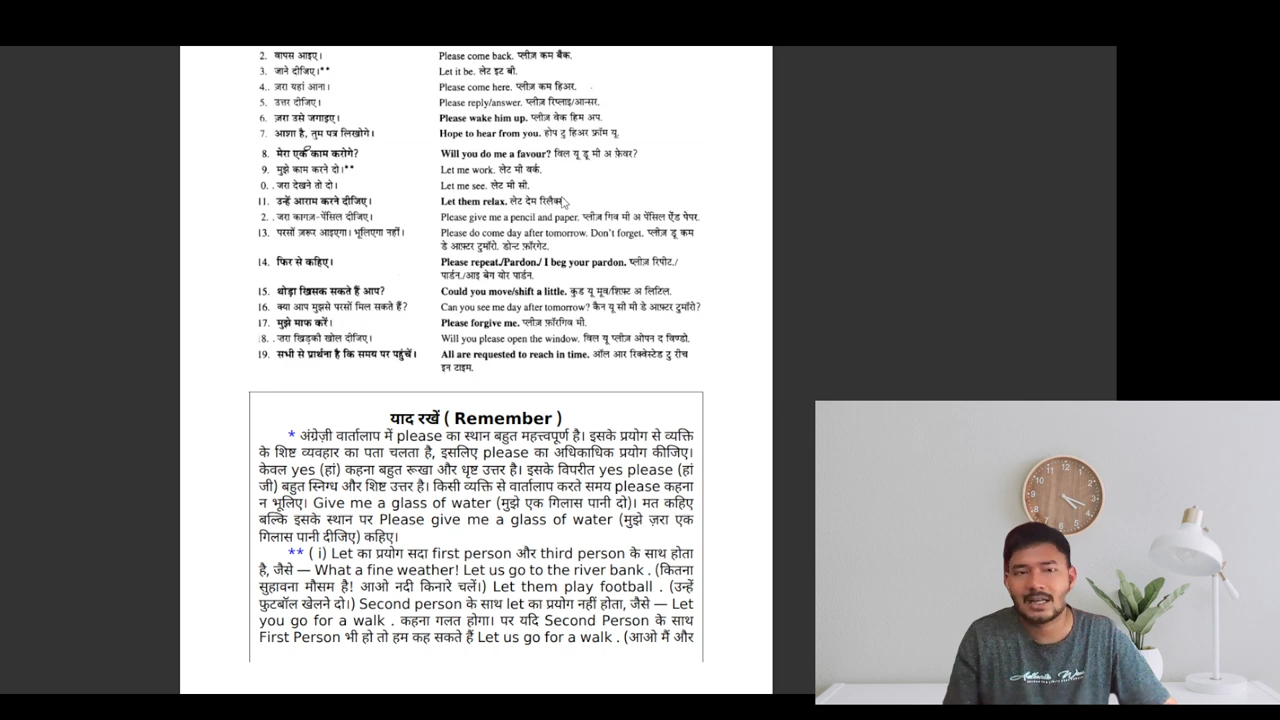 2. वापस आइए।
Please come back. प्लीज़ कम बैक.
3. जाने दीजिए।**
Let it be. लेट इट बी.
4. ज़रा यहां आना।
Please come here. प्लीज़ कम हिअर.
5. उत्तर दीजिए।
Please reply/answer. प्लीज़ रिप्लाइ/आन्सर.
6. ज़रा उसे जगाइए।
Please wake him up. प्लीज़ वेक हिम अप.
7. आशा है, तुम पत्र लिखोगे।
Hope to hear from you. होप टु हिअर फ्रॉम यू.
8. मेरा एक काम करोगे?
Will you do me a favour? विल यू डू मी अ फ़ेवर?
9. मुझे काम करने दो।**
Let me work. लेट मी वर्क.
0. जरा देखने तो दो।
Let me see. लेट मी सी.
11. उन्हें आराम करने दीजिए।
Let them relax. लेट देम रिलैक्स
2. जरा कागज़-पेंसिल दीजिए।
Please give me a pencil and paper. प्लीज़ गिव मी अ पेंसिल ऐंड पेपर.
13. परसों ज़रूर आइएगा। भूलिएगा नहीं।
Please do come day after tomorrow. Don't forget. प्लीज़ डू कम
डे आफ़्टर टुमॉरो. डोन्ट फ़ॉरगेट.
14. फिर से कहिए।
Please repeat./Pardon./ I beg your pardon. प्लीज़ रिपीट./
पार्डन./आइ बेग योर पार्डन.
15. थोड़ा खिसक सकते हैं आप?
Could you move/shift a little. कुड यू मूव/शिफ़्ट अ लिटिल.
16. क्या आप मुझसे परसों मिल सकते हैं?
Can you see me day after tomorrow? कैन यू सी मी डे आफ़्टर टुमॉरो?
17. मुझे माफ करें।
Please forgive me. प्लीज़ फ़ॉरगिव मी.
8. ज़रा खिड़की खोल दीजिए।
Will you please open the window. विल यू प्लीज़ ओपन द विण्डो.
19. सभी से प्रार्थना है कि समय पर पहुंचें।
All are requested to reach in time. ऑल आर रिक्वेस्टेड टु रीच
इन टाइम.
याद रखें ( Remember )
* अंग्रेज़ी वार्तालाप में please का स्थान बहुत महत्त्वपूर्ण है। इसके प्रयोग से व्यक्ति
के शिष्ट व्यवहार का पता चलता है, इसलिए please का अधिकाधिक प्रयोग कीजिए।
केवल yes (हां) कहना बहुत रूखा और धृष्ट उत्तर है। इसके विपरीत yes please (हां
जी) बहुत स्निग्ध और शिष्ट उत्तर है। किसी व्यक्ति से वार्तालाप करते समय please कहना
न भूलिए। Give me a glass of water (मुझे एक गिलास पानी दो)। मत कहिए
बल्कि इसके स्थान पर Please give me a glass of water (मुझे ज़रा एक
गिलास पानी दीजिए) कहिए।
** ( i) Let का प्रयोग सदा first person और third person के साथ होता
है, जैसे — What a fine weather! Let us go to the river bank . (कितना
सुहावना मौसम है! आओ नदी किनारे चलें।) Let them play football . (उन्हें
फुटबॉल खेलने दो।) Second person के साथ let का प्रयोग नहीं होता, जैसे — Let
you go for a walk . कहना गलत होगा। पर यदि Second Person के साथ
First Person भी हो तो हम कह सकते हैं Let us go for a walk . (आओ मैं और